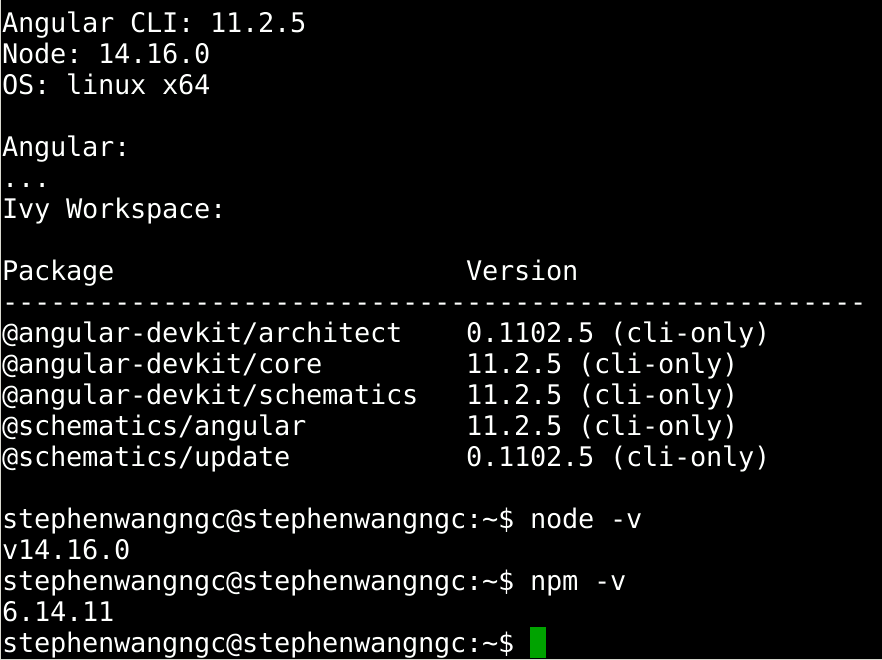 Angular CLI: 11.2.5
Node: 14.16.0
OS: linux x64
Angular:
...
Ivy Workspace:
Package                      Version
------------------------------------------------------
@angular-devkit/architect    0.1102.5 (cli-only)
@angular-devkit/core         11.2.5 (cli-only)
@angular-devkit/schematics   11.2.5 (cli-only)
@schematics/angular          11.2.5 (cli-only)
@schematics/update           0.1102.5 (cli-only)
stephenwangngc@stephenwangngc:~$ node -v
v14.16.0
stephenwangngc@stephenwangngc:~$ npm -v
6.14.11
stephenwangngc@stephenwangngc:~$